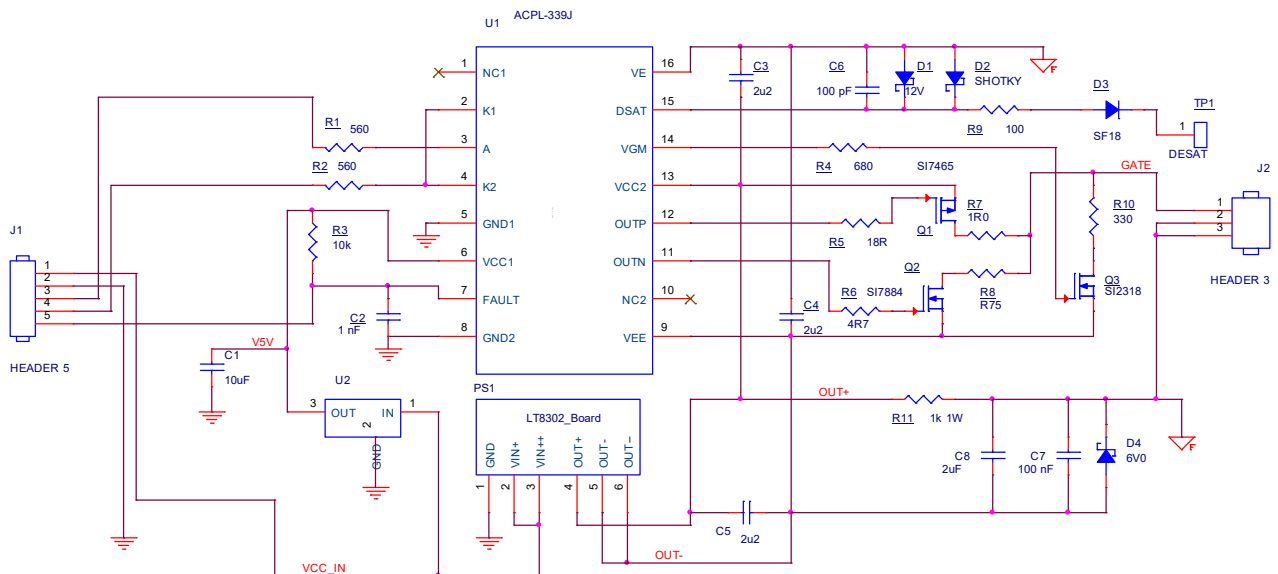 ACPL-339J
U1
1 NC1
2 K1
3 A
4 K2
5 GND1
6 VCC1
7 FAULT
8 GND2
VE 16
DSAT 15
VGM 14
VCC2 13
OUTP 12
OUTN 11
NC2 10
VEE 9
R1 560
R2 560
R3
10k
C2
1 nF
J1
1
2
3
4
5
HEADER 5
V5V
C1
10uF
U2
3 OUT IN 1
2
GND
VCC_IN
PS1
LT8302_Board
GND
VIN+
VIN++
OUT+
OUT-
OUT--
1
2
3
4
5
6
C3
2u2
C6
100 pF
D1
12V
D2
SHOTKY
F
R9
100
D3
SF18
TP1
1
DESAT
R4
680
SI7465
R7
1R0
Q1
R5
18R
Q2
SI7884
R6
4R7
R8
R75
GATE
R10
330
Q3
SI2318
J2
1
2
3
HEADER 3
C4
2u2
OUT+
R11
1k 1W
C8
2uF
C7
100 nF
D4
6V0
F
C5
2u2
OUT-